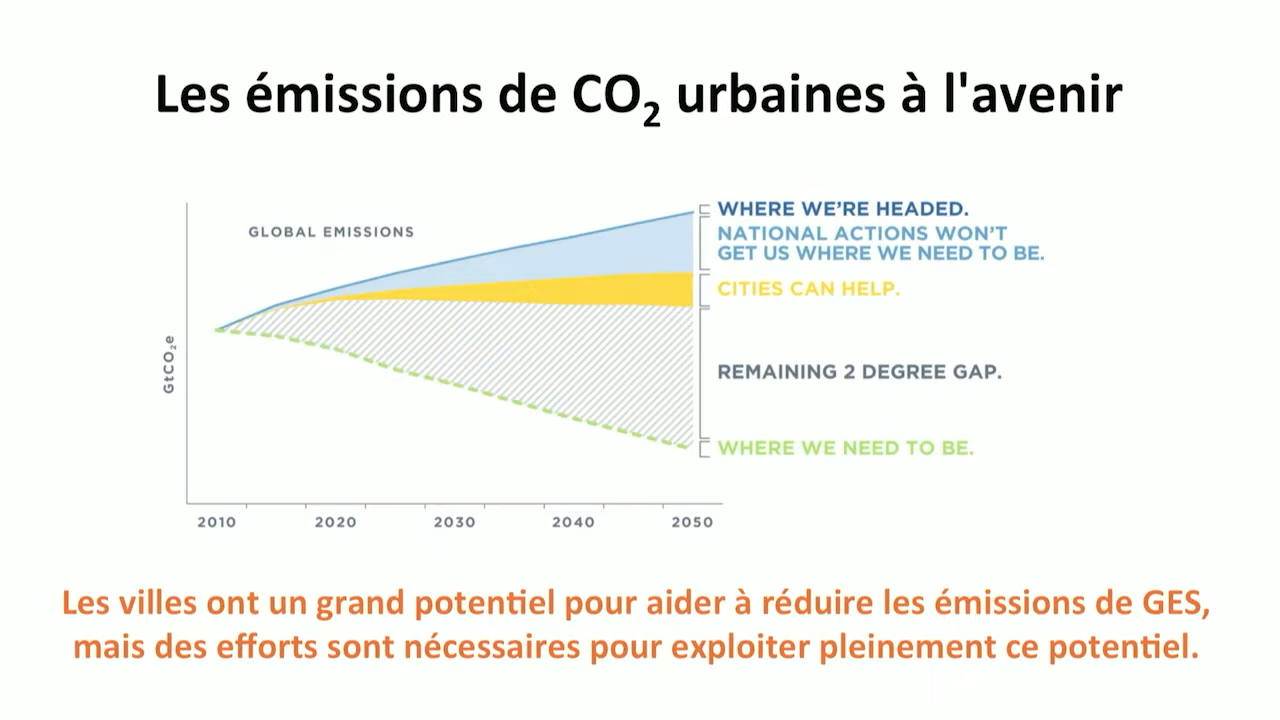 Les émissions de CO₂ urbaines à l'avenir
GLOBAL EMISSIONS
WHERE WE'RE HEADED.
NATIONAL ACTIONS WON'T
GET US WHERE WE NEED TO BE.
CITIES CAN HELP.
REMAINING 2 DEGREE GAP.
WHERE WE NEED TO BE.
GtCO₂e
2010 2020 2030 2040 2050
Les villes ont un grand potentiel pour aider à réduire les émissions de GES,
mais des efforts sont nécessaires pour exploiter pleinement ce potentiel.